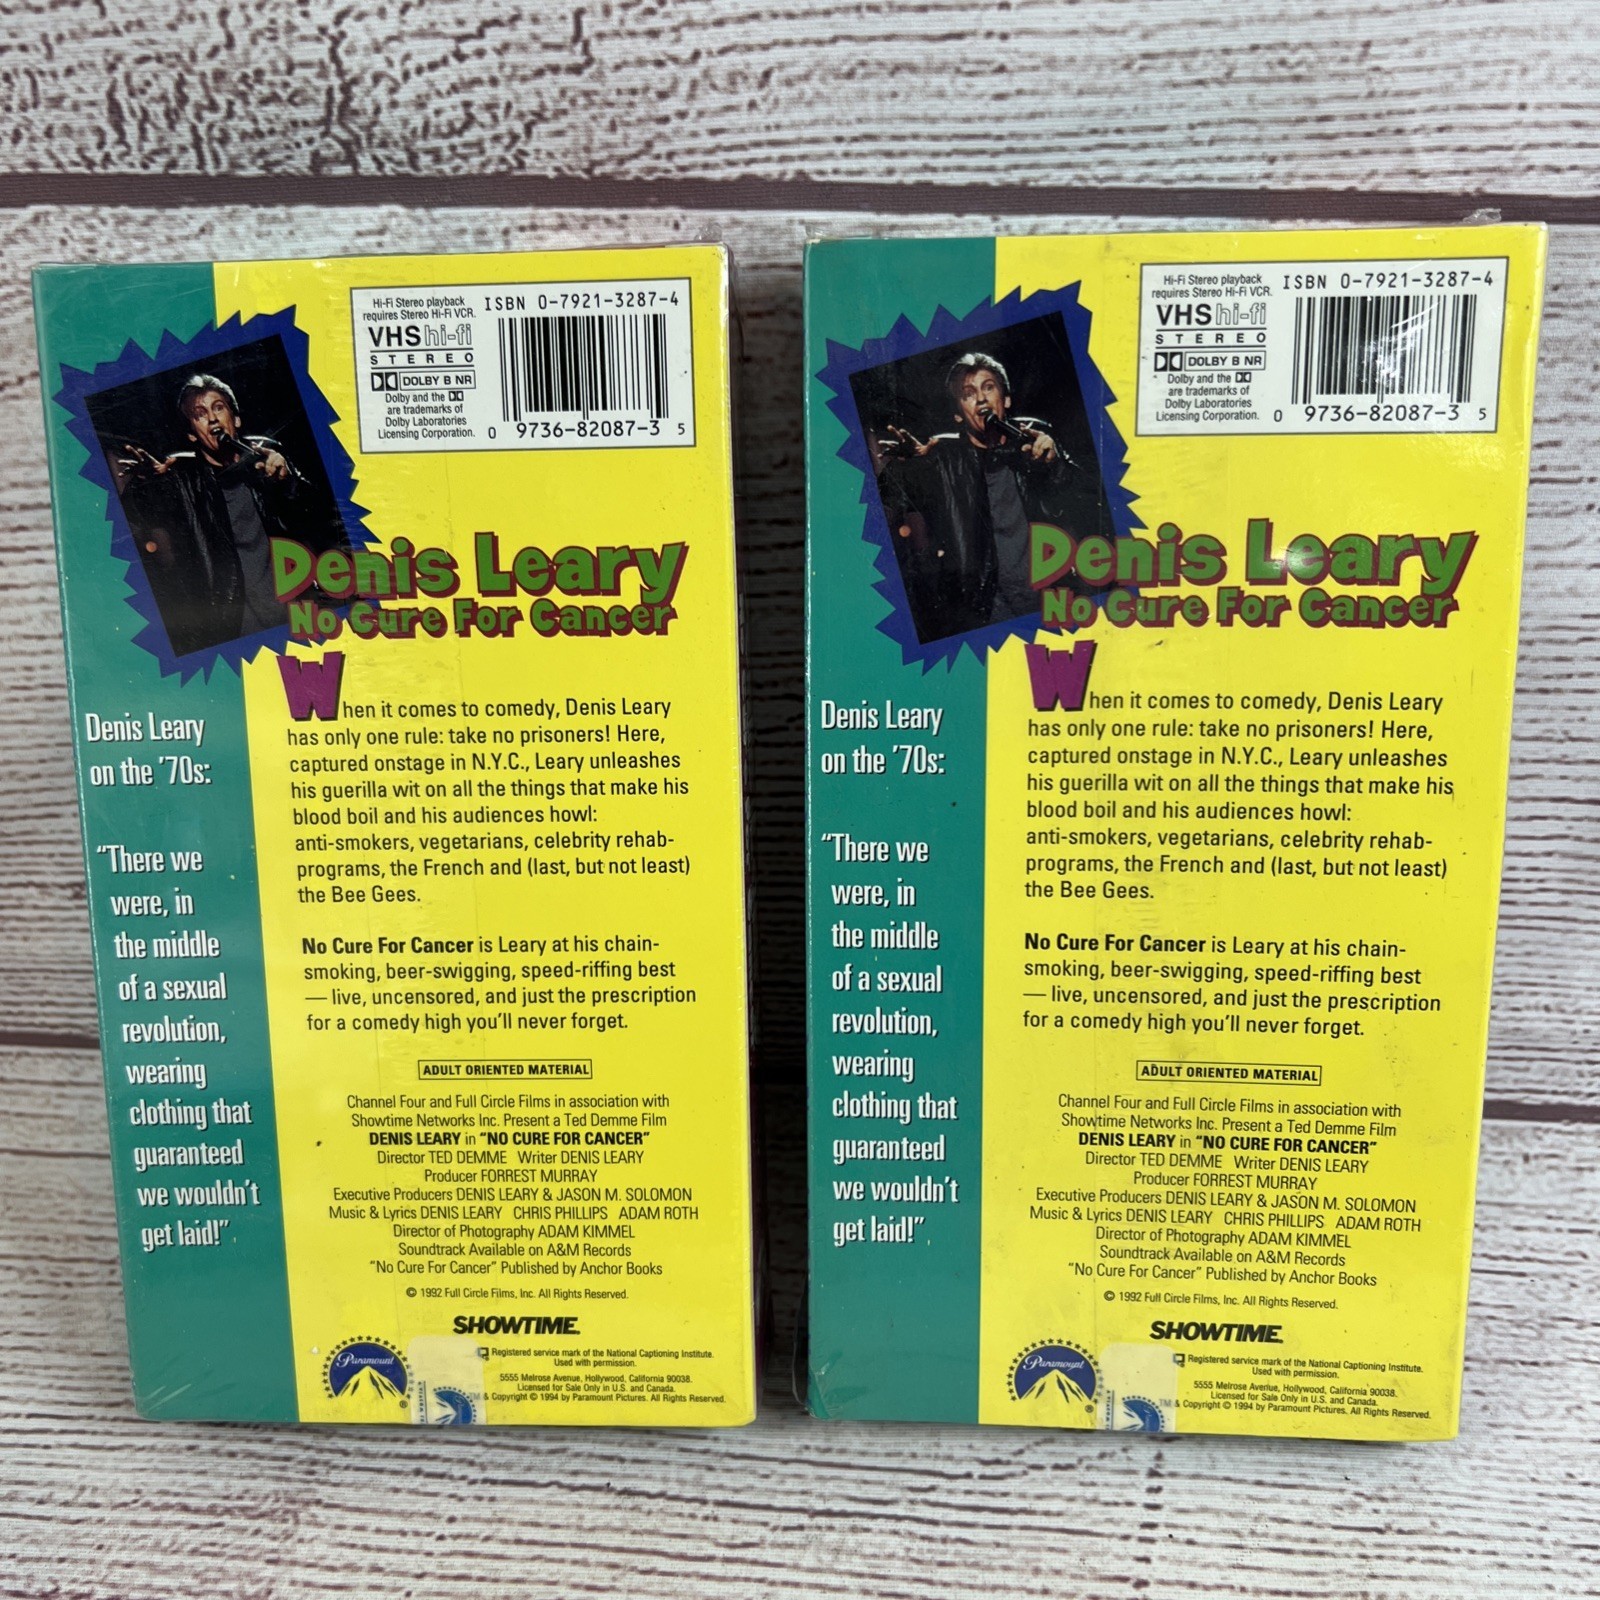 Hi-Fi Stereo playback
requires Stereo Hi-Fi VCR.
VHS hi-fi
STEREO
DOLBY B NR
Dolby and the
are trademarks of
Dolby Laboratories
Licensing Corporation.
ISBN 0-7921-3287-4
0 9736-82087-3 5
Denis Leary
No Cure For Cancer
Denis Leary
on the '70s:
"There we
were, in
the middle
of a sexual
revolution,
wearing
clothing that
guaranteed
we wouldn't
get laid!"
When it comes to comedy, Denis Leary
has only one rule: take no prisoners! Here,
captured onstage in N.Y.C., Leary unleashes
his guerilla wit on all the things that make his
blood boil and his audiences howl:
anti-smokers, vegetarians, celebrity rehab-
programs, the French and (last, but not least)
the Bee Gees.
No Cure For Cancer is Leary at his chain-
smoking, beer-swigging, speed-riffing best
— live, uncensored, and just the prescription
for a comedy high you'll never forget.
ADULT ORIENTED MATERIAL
Channel Four and Full Circle Films in association with
Showtime Networks Inc. Present a Ted Demme Film
DENIS LEARY in "NO CURE FOR CANCER"
Director TED DEMME Writer DENIS LEARY
Producer FORREST MURRAY
Executive Producers DENIS LEARY & JASON M. SOLOMON
Music & Lyrics DENIS LEARY CHRIS PHILLIPS ADAM ROTH
Director of Photography ADAM KIMMEL
Soundtrack Available on A&M Records
"No Cure For Cancer" Published by Anchor Books
© 1992 Full Circle Films, Inc. All Rights Reserved.
SHOWTIME
Paramount
®
Registered service mark of the National Captioning Institute.
Used with permission.
5555 Melrose Avenue, Hollywood, California 90038.
Licensed for Sale Only in U.S. and Canada.
TM & Copyright © 1994 by Paramount Pictures. All Rights Reserved.
Hi-Fi Stereo playback
requires Stereo Hi-Fi VCR.
VHS hi-fi
STEREO
DOLBY B NR
Dolby and the
are trademarks of
Dolby Laboratories
Licensing Corporation.
ISBN 0-7921-3287-4
0 9736-82087-3 5
Denis Leary
No Cure For Cancer
Denis Leary
on the '70s:
"There we
were, in
the middle
of a sexual
revolution,
wearing
clothing that
guaranteed
we wouldn't
get laid!"
When it comes to comedy, Denis Leary
has only one rule: take no prisoners! Here,
captured onstage in N.Y.C., Leary unleashes
his guerilla wit on all the things that make his
blood boil and his audiences howl:
anti-smokers, vegetarians, celebrity rehab-
programs, the French and (last, but not least)
the Bee Gees.
No Cure For Cancer is Leary at his chain-
smoking, beer-swigging, speed-riffing best
— live, uncensored, and just the prescription
for a comedy high you'll never forget.
ADULT ORIENTED MATERIAL
Channel Four and Full Circle Films in association with
Showtime Networks Inc. Present a Ted Demme Film
DENIS LEARY in "NO CURE FOR CANCER"
Director TED DEMME Writer DENIS LEARY
Producer FORREST MURRAY
Executive Producers DENIS LEARY & JASON M. SOLOMON
Music & Lyrics DENIS LEARY CHRIS PHILLIPS ADAM ROTH
Director of Photography ADAM KIMMEL
Soundtrack Available on A&M Records
"No Cure For Cancer" Published by Anchor Books
© 1992 Full Circle Films, Inc. All Rights Reserved.
SHOWTIME
Paramount
®
Registered service mark of the National Captioning Institute.
Used with permission.
5555 Melrose Avenue, Hollywood, California 90038.
Licensed for Sale Only in U.S. and Canada.
TM & Copyright © 1994 by Paramount Pictures. All Rights Reserved.